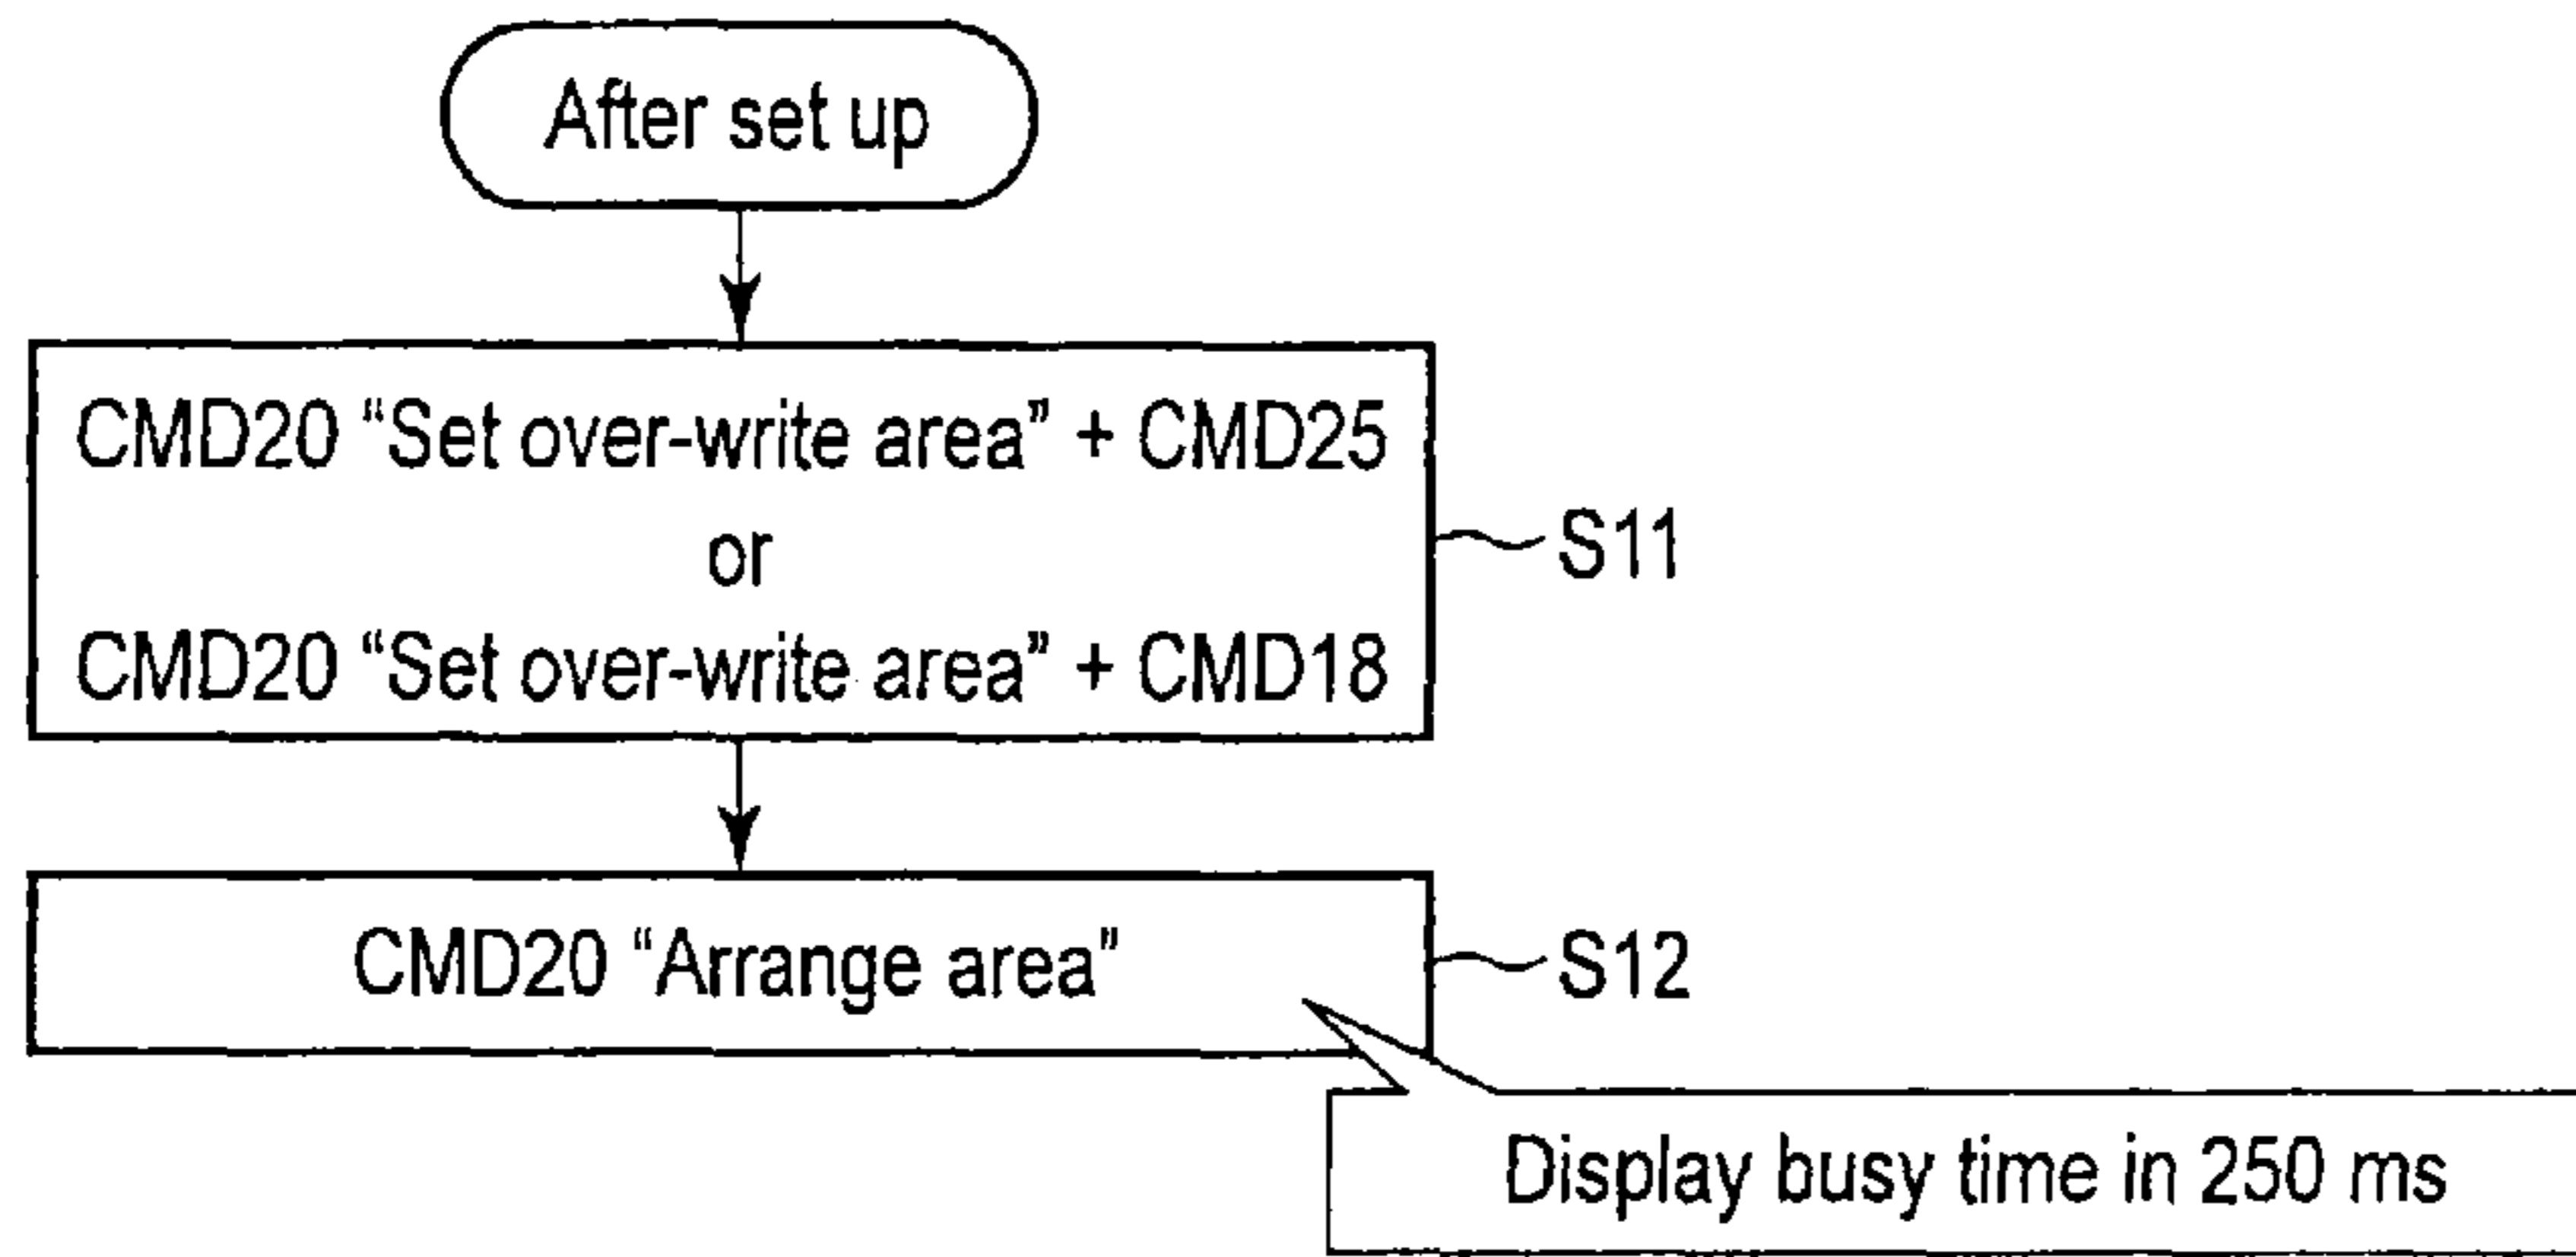 After set up
CMD20 “Set over-write area” + CMD25
or
S11
CMD20 “Set over-write area” + CMD18
CMD20 “Arrange area”
S12
Display busy time in 250 ms